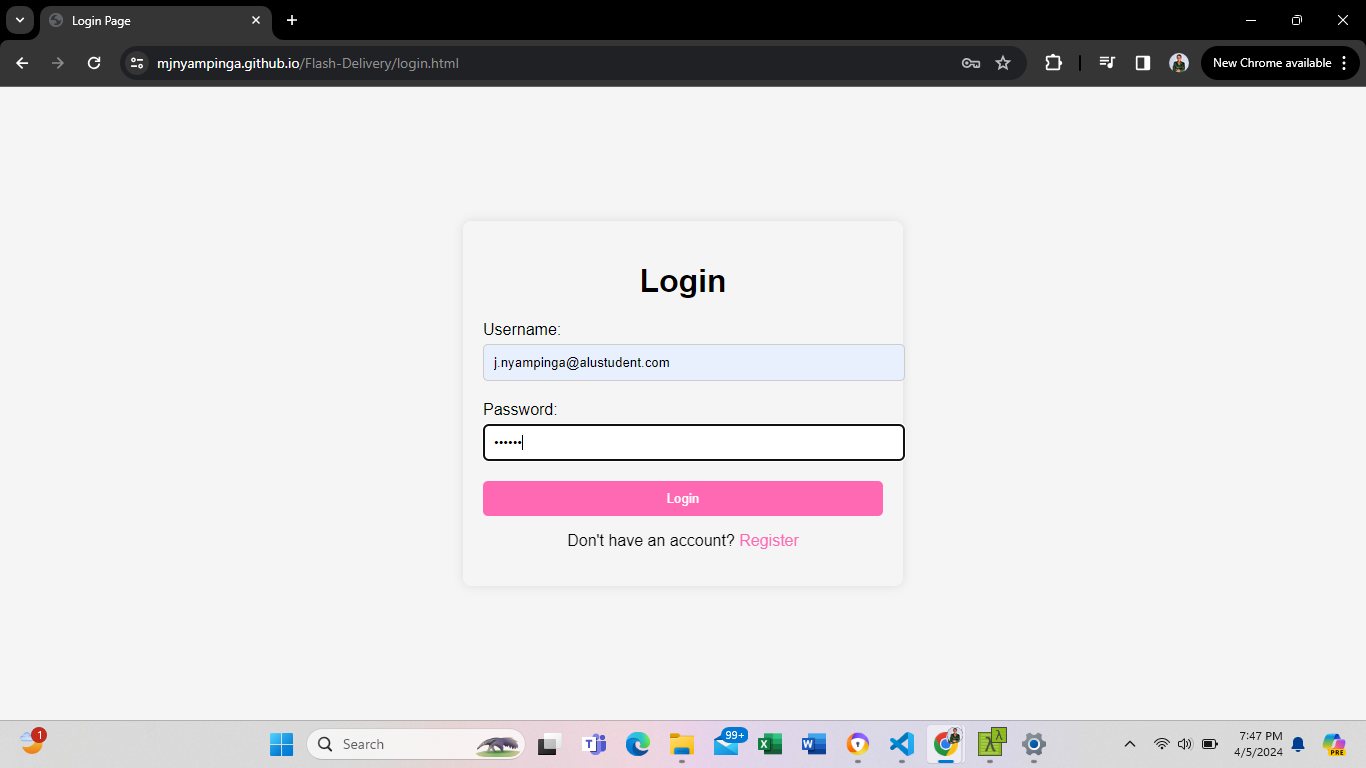 Login Page
mjnyampinga.github.io/Flash-Delivery/login.html
New Chrome available
Login
Username:
j.nyampinga@alustudent.com
Password:
••••••
Login
Don't have an account? Register
1
Search
99+
7:47 PM
4/5/2024
PRE